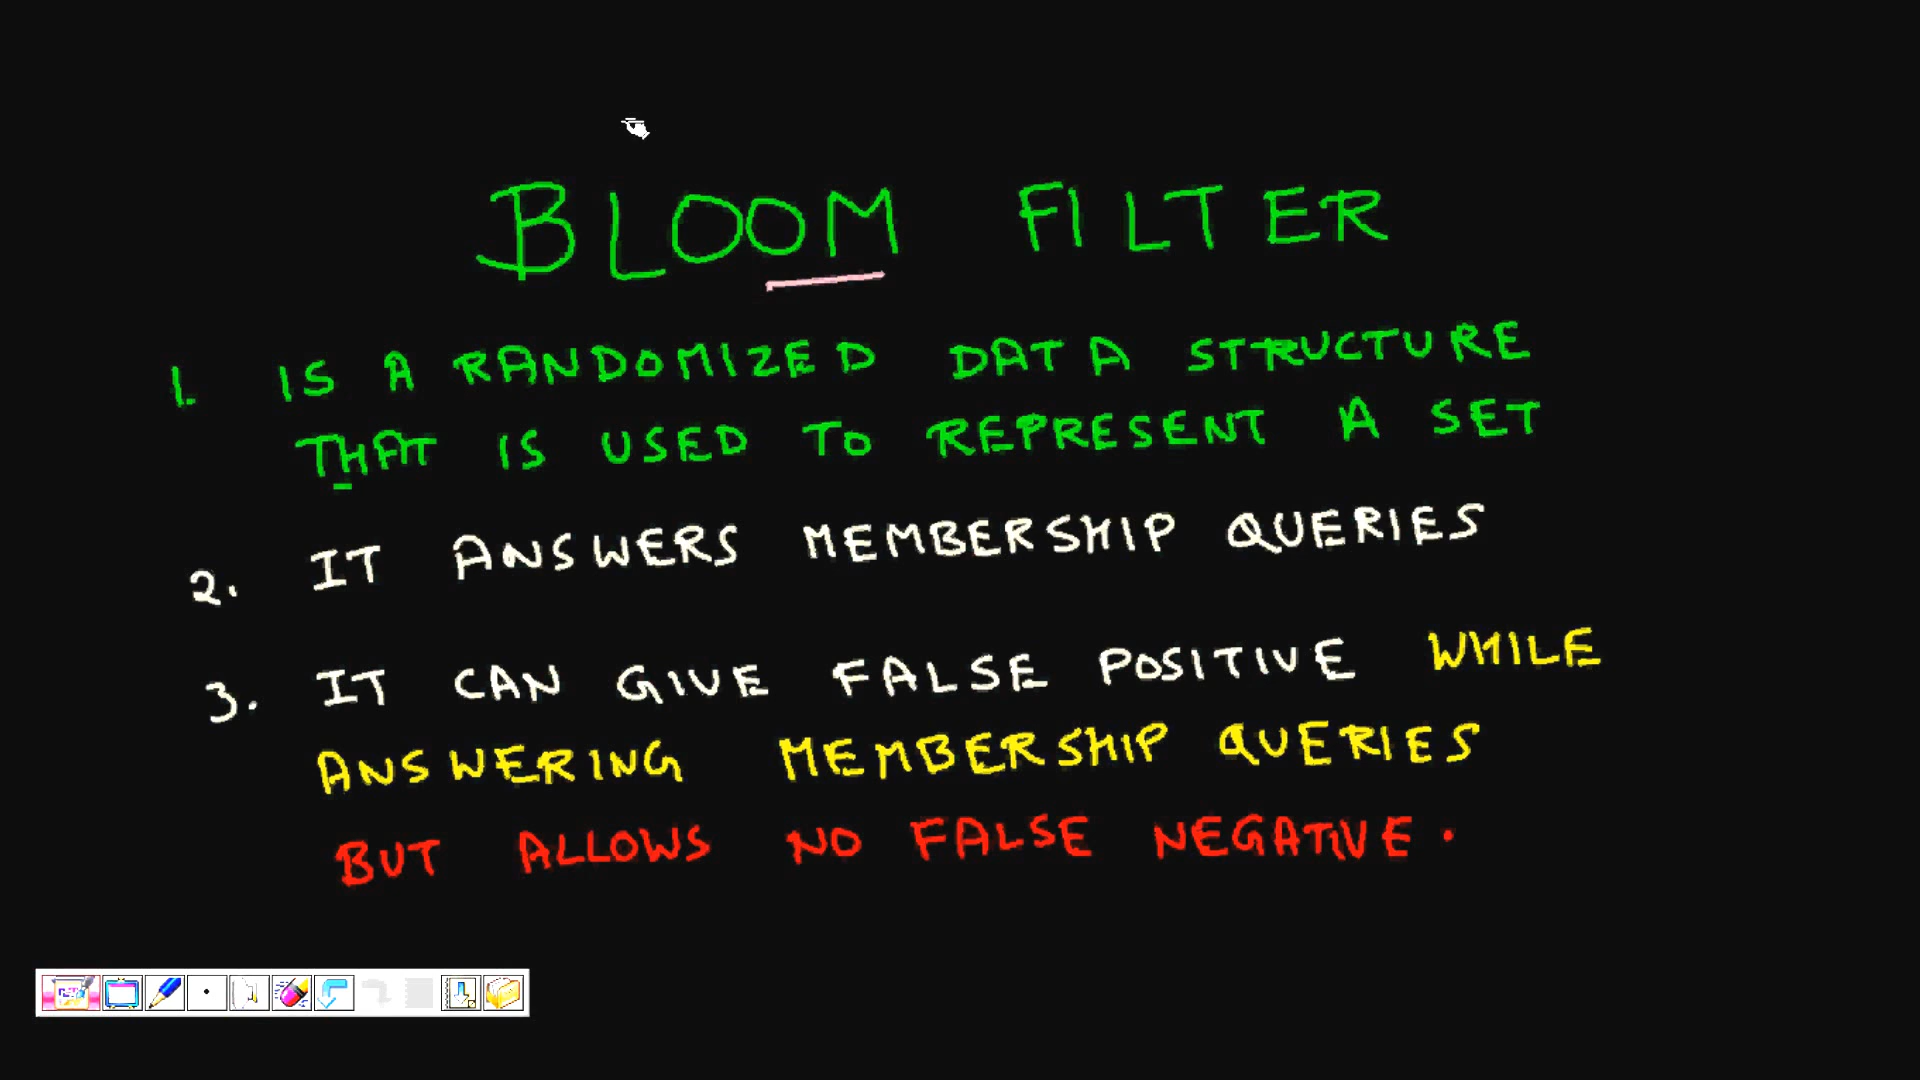 BLOOM FILTER
1. IS A RANDOMIZED DATA STRUCTURE
THAT IS USED TO REPRESENT A SET
2. IT ANSWERS MEMBERSHIP QUERIES
3. IT CAN GIVE FALSE POSITIVE WHILE
ANSWERING MEMBERSHIP QUERIES
BUT ALLOWS NO FALSE NEGATIVE.